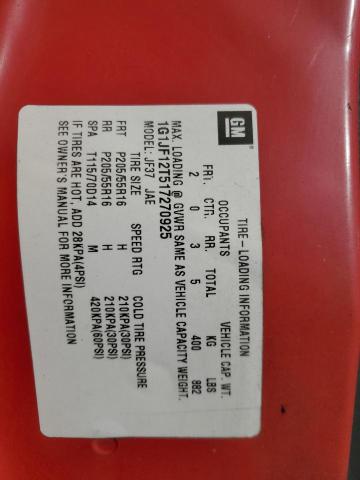 GM
TIRE-LOADING INFORMATION
OCCUPANTS VEHICLE CAP. WT.
FRT. CTR. RR. TOTAL KG LBS
2 0 3 5 400 882
MAX. LOADING @ GVWR SAME AS VEHICLE CAPACITY WEIGHT.
1G1JF12T517270925
MODEL: JF37 JAE
TIRE SIZE SPEED RTG COLD TIRE PRESSURE
FRT P205/55R16 H 210KPA(30PSI)
RR P205/55R16 H 210KPA(30PSI)
SPA T115/70D14 M 420KPA(60PSI)
IF TIRES ARE HOT, ADD 28KPA(4PSI)
SEE OWNER'S MANUAL FOR MORE INFORMATION